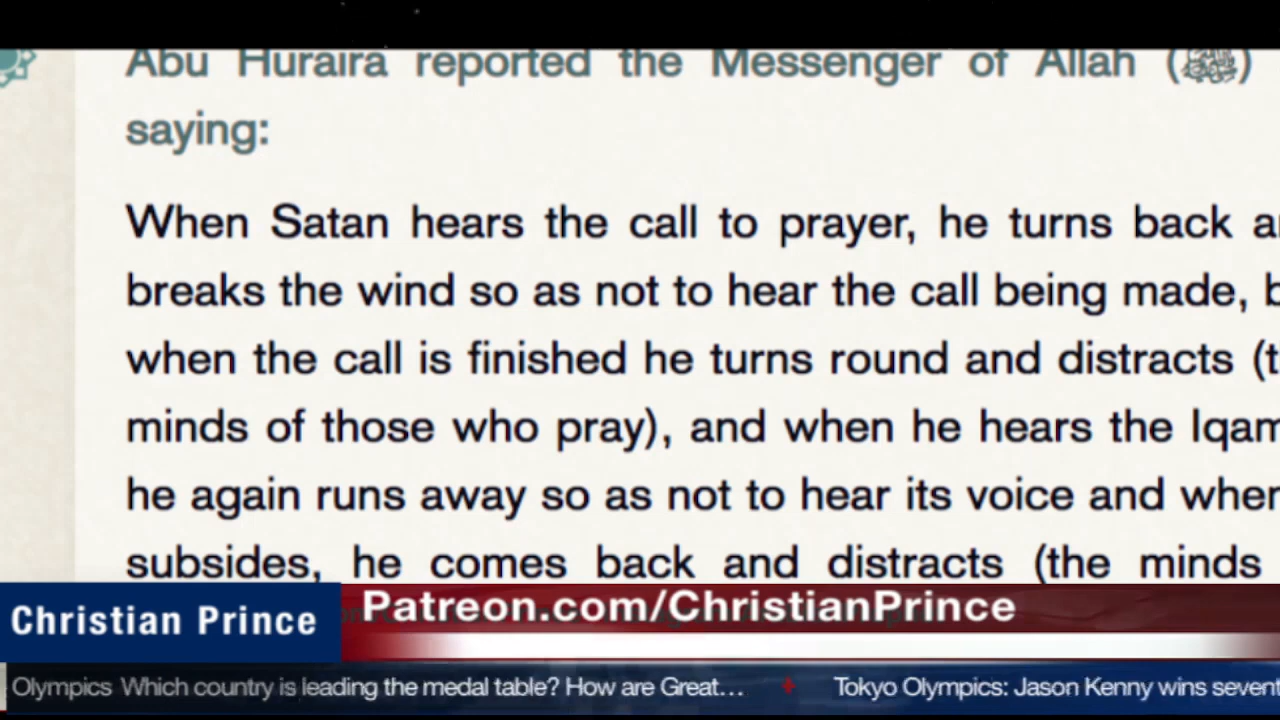 Abu Huraira reported the Messenger of Allah (ﷺ)
saying:
When Satan hears the call to prayer, he turns back
breaks the wind so as not to hear the call being made,
when the call is finished he turns round and distracts
minds of those who pray), and when he hears the
he again runs away so as not to hear its voice and
subsides, he comes back and distracts (the minds
Christian Prince
Patreon.com/ChristianPrince
Olympics Which country is leading the medal table? How are Great… Tokyo Olympics: Jason Kenny wins